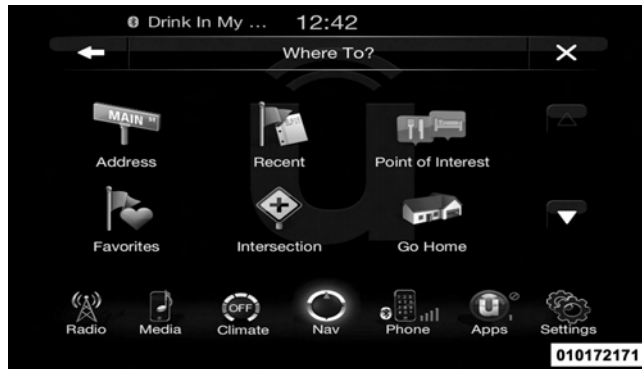 Drink In My ... 12:42
Where To?
MAIN ST
Address Recent Point of Interest
Favorites Intersection Go Home
OFF
Radio Media Climate Nav Phone Apps Settings
010172171